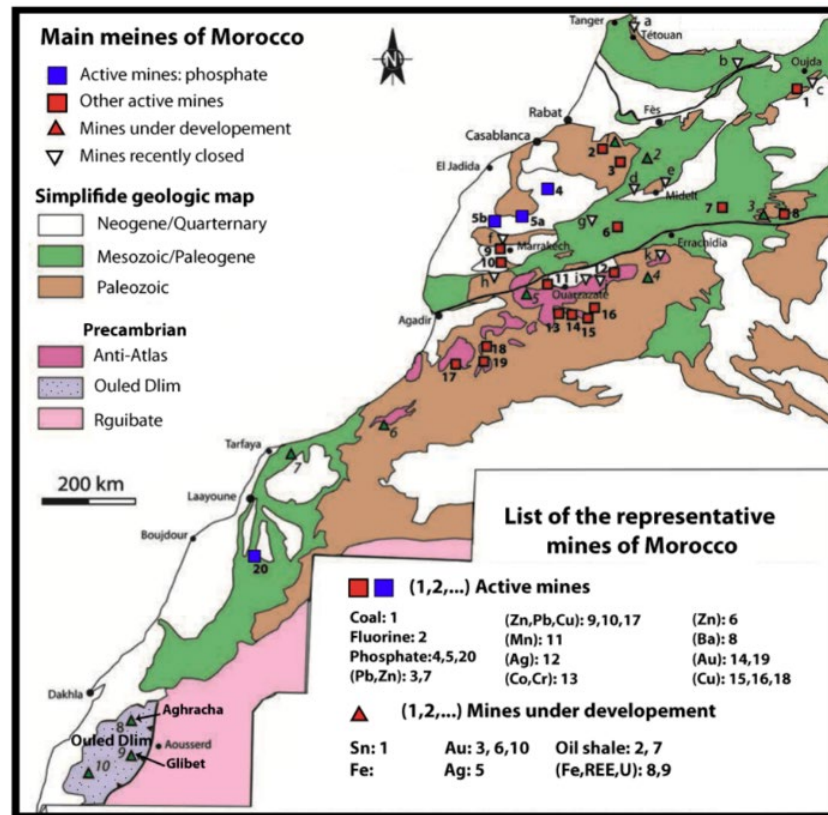 Main meines of Morocco
Active mines: phosphate
Other active mines
Mines under developement
Mines recently closed
Simplifide geologic map
Neogene/Quarternary
Mesozoic/Paleogene
Paleozoic
Precambrian
Anti-Atlas
Ouled Dlim
Rguibate
200 km
N
Tanger
a
Tétouan
b
Oujda
c
1
Rabat
Fès
Casablanca
2
2
3
El Jadida
d
e
Midelt
4
5b
5a
g
6
7
3
8
f
9
Marrakech
10
Errachidia
h
11
i
12
k
4
5
Ouarzazate
Agadir
13
14
15
16
17
18
19
6
Tarfaya
7
Laayoune
Boujdour
20
Dakhla
Aghracha
8
Ouled Dlim
Aousserd
9
Glibet
10
List of the representative
mines of Morocco
(1,2,...) Active mines
Coal: 1
Fluorine: 2
Phosphate:4,5,20
(Pb,Zn): 3,7
(Zn,Pb,Cu): 9,10,17
(Mn): 11
(Ag): 12
(Co,Cr): 13
(Zn): 6
(Ba): 8
(Au): 14,19
(Cu): 15,16,18
(1,2,...) Mines under developement
Sn: 1
Fe:
Au: 3, 6,10
Ag: 5
Oil shale: 2, 7
(Fe,REE,U): 8,9